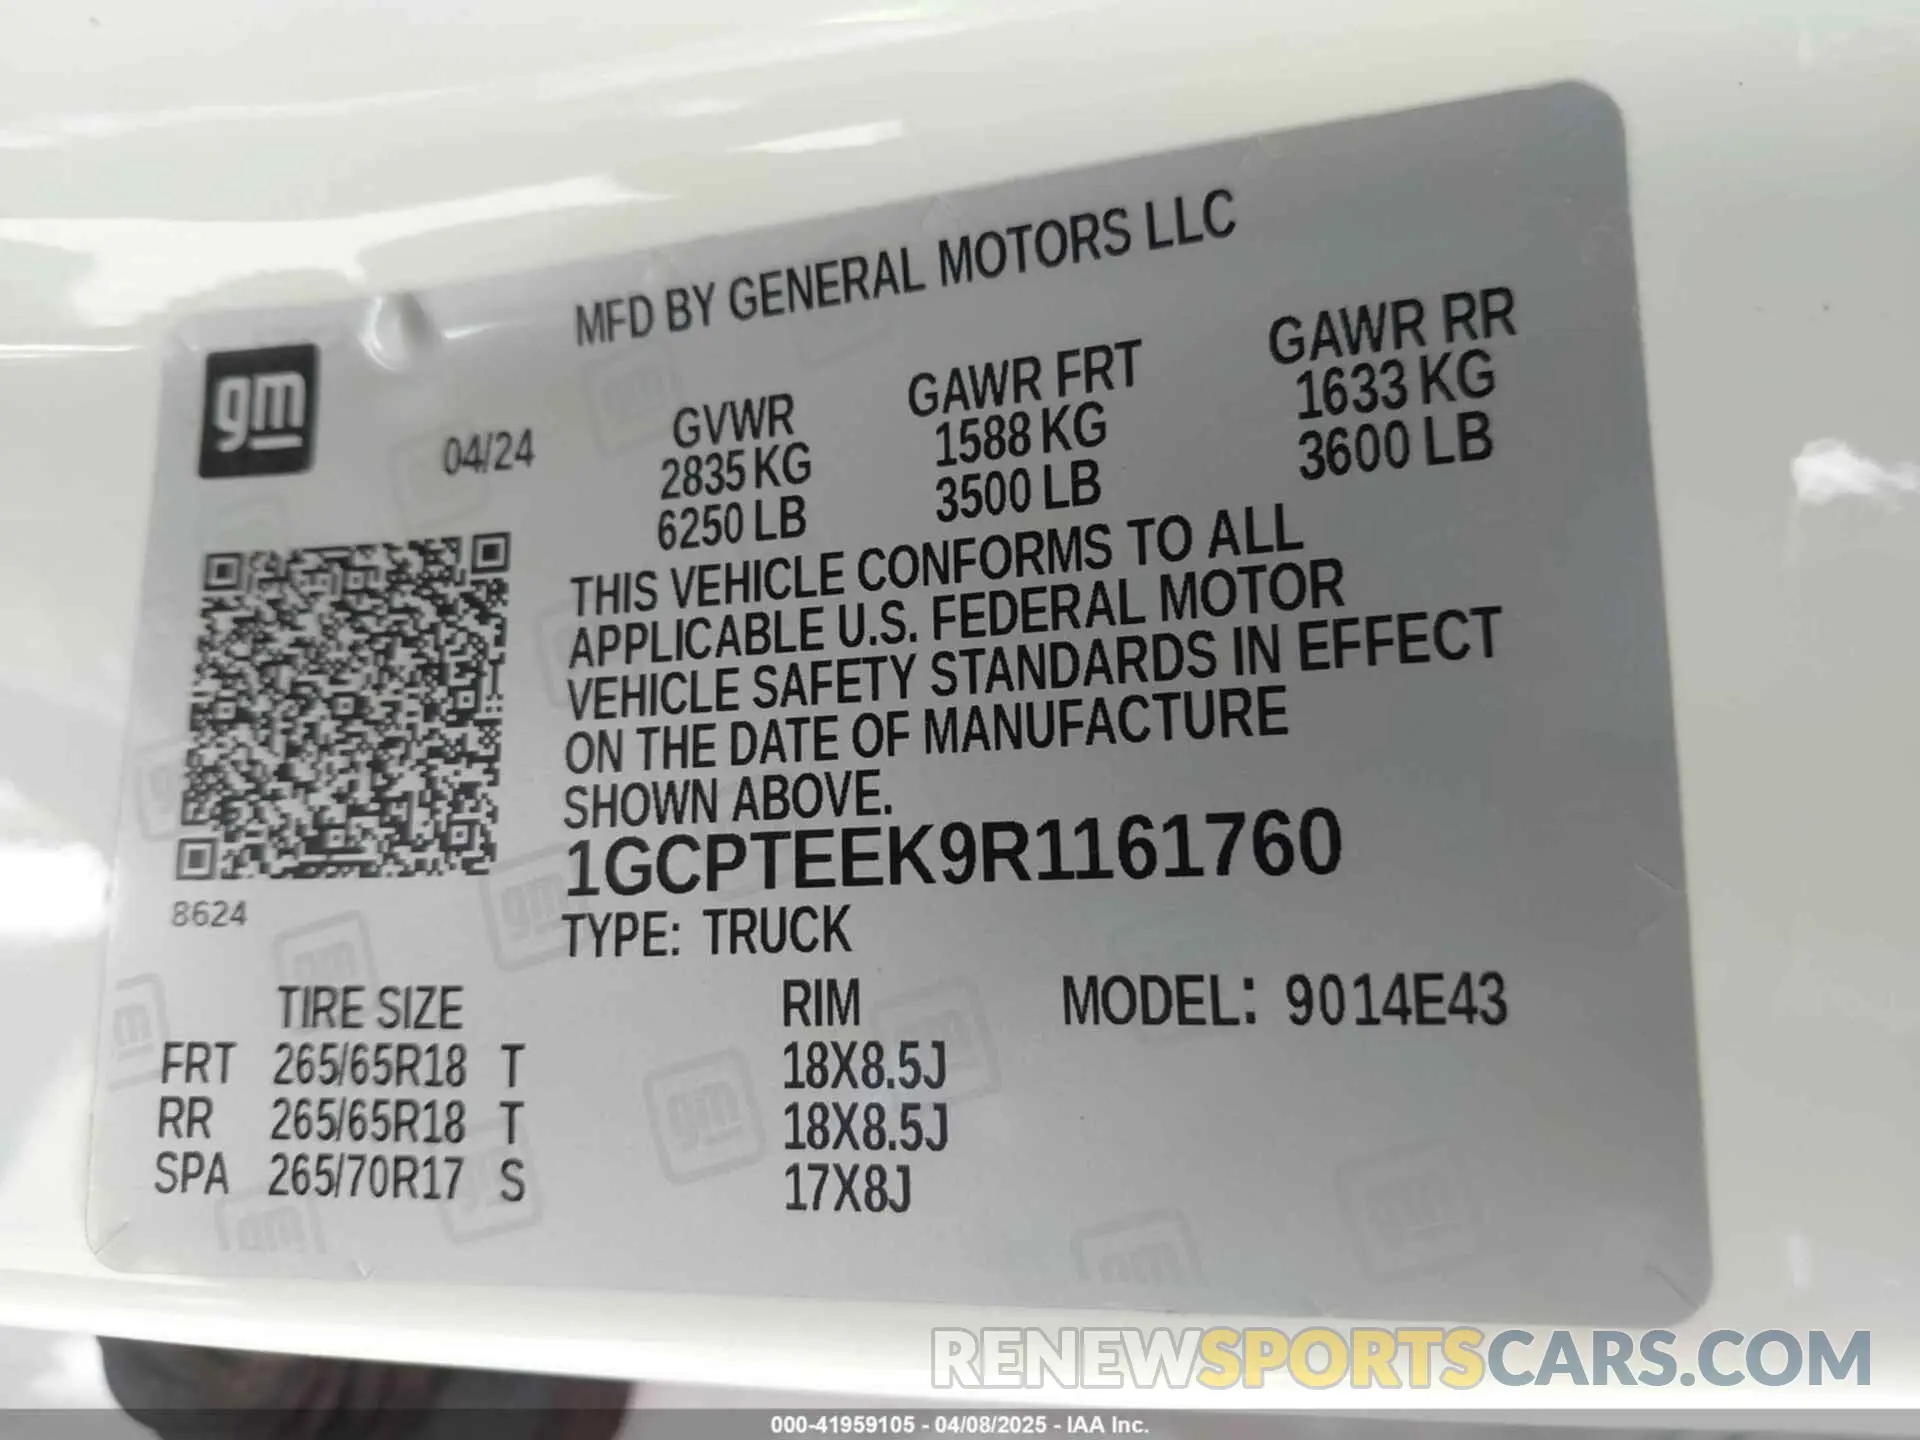 MFD BY GENERAL MOTORS LLC
gm
04/24
GVWR
2835 KG
6250 LB
GAWR FRT
1588 KG
3500 LB
GAWR RR
1633 KG
3600 LB
THIS VEHICLE CONFORMS TO ALL
APPLICABLE U.S. FEDERAL MOTOR
VEHICLE SAFETY STANDARDS IN EFFECT
ON THE DATE OF MANUFACTURE
SHOWN ABOVE.
1GCPTEEK9R1161760
8624
TYPE: TRUCK
TIRE SIZE RIM MODEL: 9014E43
FRT 265/65R18 T 18X8.5J
RR 265/65R18 T 18X8.5J
SPA 265/70R17 S 17X8J
RENEWSPORTSCARS.COM
000-41959105 - 04/08/2025 - IAA Inc.